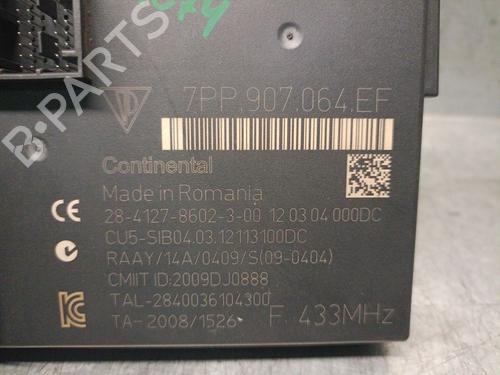 B-PARTS
7PP.907.064.EF
Continental
Made in Romania
28-4127-8602-3-00 12 03 04 000DC
CU5-SIB04.03.12113100DC
RAAY/14A/0409/S(09-0404)
CMIIT ID:2009DJ0888
TAL-2840036104300
TA-2008/1526 F 433MHz